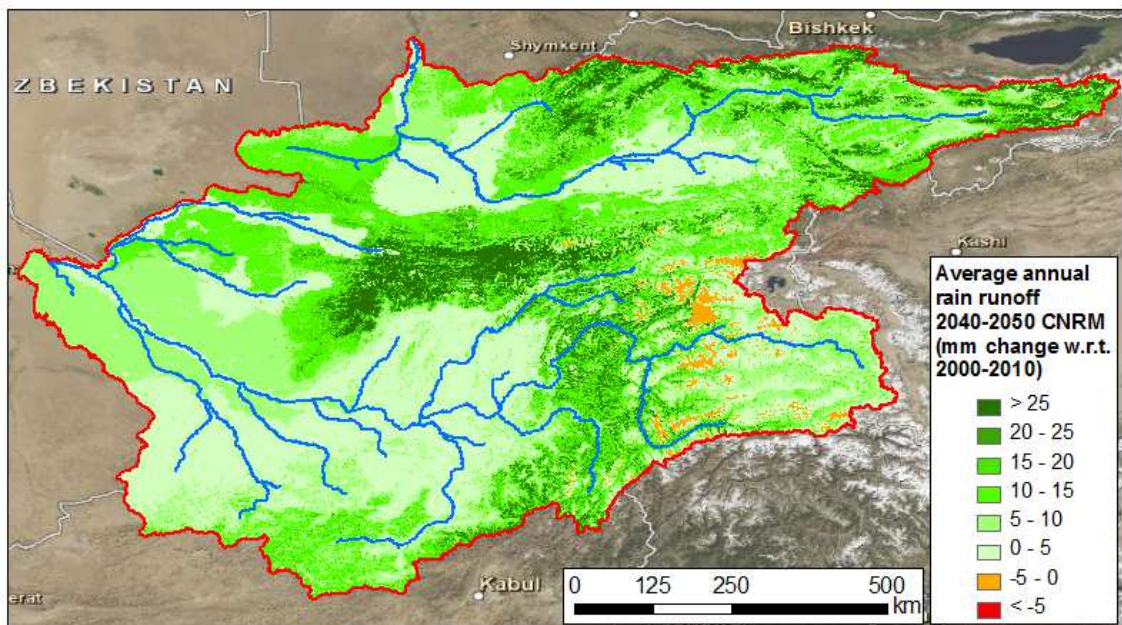 Bishkek
Shymkent
ZBEKISTAN
Kashi
Average annual
rain runoff
2040-2050 CNRM
(mm change w.r.t.
2000-2010)
> 25
20 - 25
15 - 20
10 - 15
5 - 10
0 - 5
-5 - 0
< -5
Kabul
erat
0 125 250 500
km